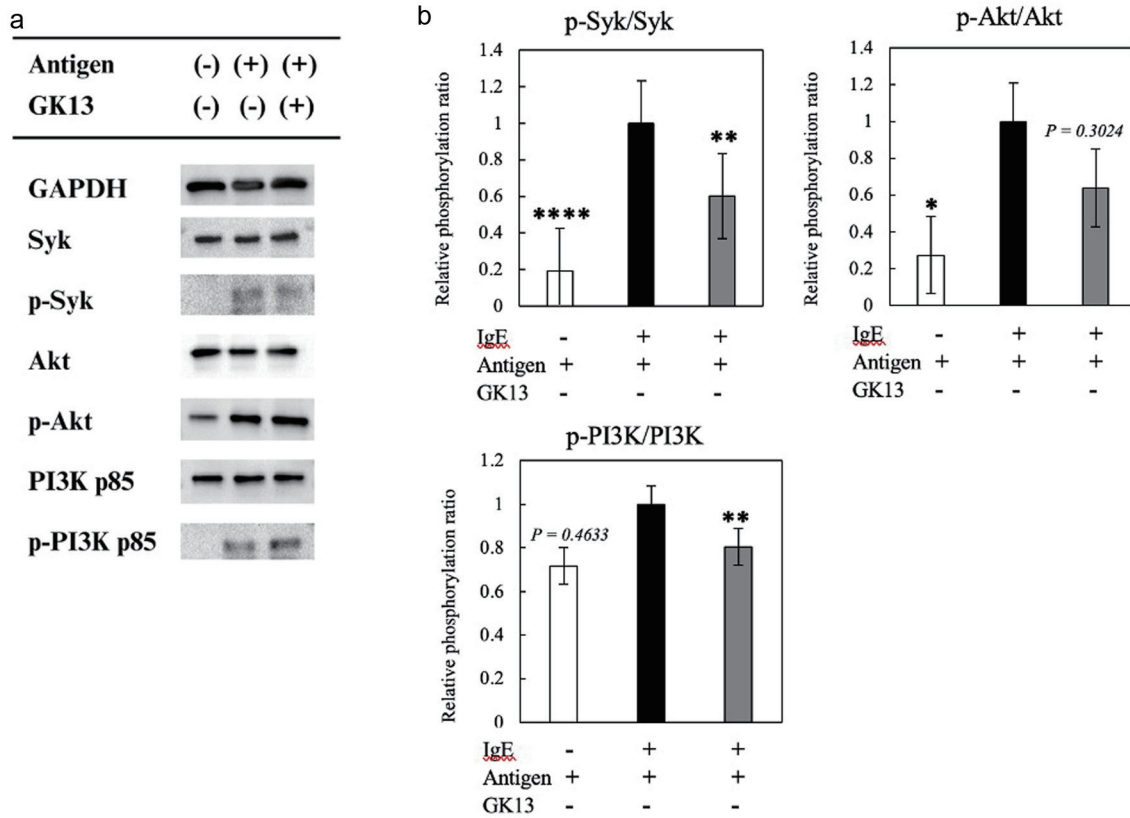 a
Antigen (-) (+) (+)
GK13 (-) (-) (+)
GAPDH
Syk
p-Syk
Akt
p-Akt
PI3K p85
p-PI3K p85
b
p-Syk/Syk
Relative phosphorylation ratio
1.4
1.2
1
0.8
0.6
0.4
0.2
0
****
**
IgE - + +
Antigen + + +
GK13 - - -
p-Akt/Akt
Relative phosphorylation ratio
1.4
1.2
1
0.8
0.6
0.4
0.2
0
*
P = 0.3024
IgE - + +
Antigen + + +
GK13 - - -
p-PI3K/PI3K
Relative phosphorylation ratio
1.2
1
0.8
0.6
0.4
0.2
0
P = 0.4633
**
IgE - + +
Antigen + + +
GK13 - - -